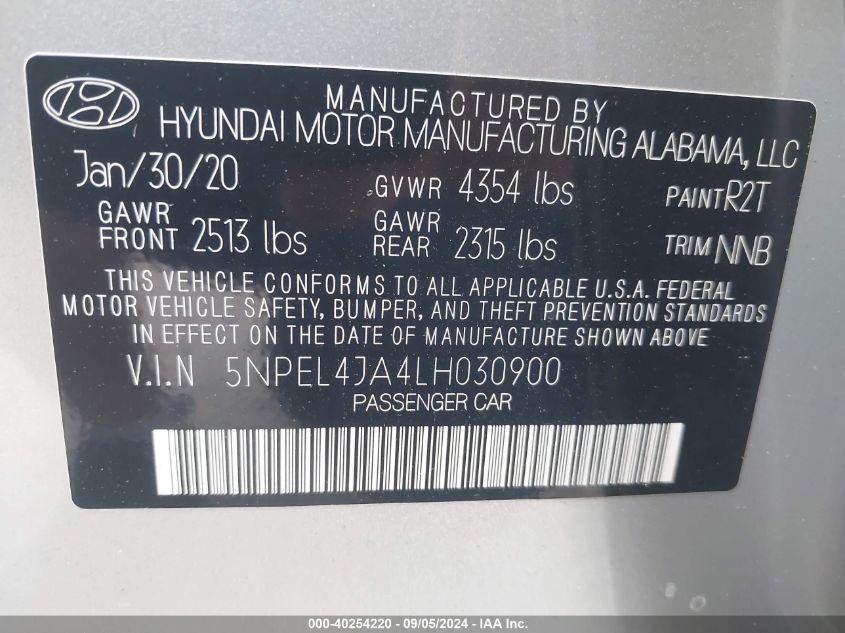 MANUFACTURED BY
HYUNDAI MOTOR MANUFACTURING ALABAMA, LLC
Jan/30/20 GVWR 4354 lbs PAINT R2T
GAWR FRONT 2513 lbs GAWR REAR 2315 lbs TRIM NNB
THIS VEHICLE CONFORMS TO ALL APPLICABLE U.S.A. FEDERAL
MOTOR VEHICLE SAFETY, BUMPER, AND THEFT PREVENTION STANDARDS
IN EFFECT ON THE DATE OF MANUFACTURE SHOWN ABOVE
V.I.N 5NPEL4JA4LH030900
PASSENGER CAR
000-40254220 - 09/05/2024 - IAA Inc.